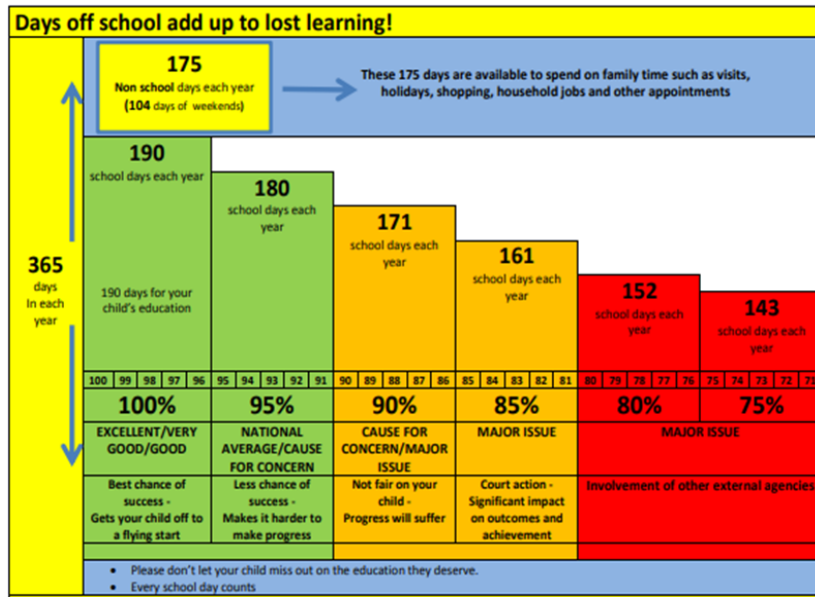 Days off school add up to lost learning!
175
Non school days each year
(104 days of weekends)
These 175 days are available to spend on family time such as visits,
holidays, shopping, household jobs and other appointments
365
days
In each
year
190
school days each year
190 days for your
child's education
180
school days each
year
171
school days each
year
161
school days each
year
152
school days each
year
143
school days each
year
100 99 98 97 96 95 94 93 92 91 90 89 88 87 86 85 84 83 82 81 80 79 78 77 76 75 74 73 72 71
100% 95% 90% 85% 80% 75%
EXCELLENT/VERY
GOOD/GOOD
NATIONAL
AVERAGE/CAUSE
FOR CONCERN
CAUSE FOR
CONCERN/MAJOR
ISSUE
MAJOR ISSUE
MAJOR ISSUE
Best chance of
success -
Gets your child off to
a flying start
Less chance of
success -
Makes it harder to
make progress
Not fair on your
child -
Progress will suffer
Court action -
Significant impact
on outcomes and
achievement
Involvement of other external agencies
• Please don't let your child miss out on the education they deserve.
• Every school day counts